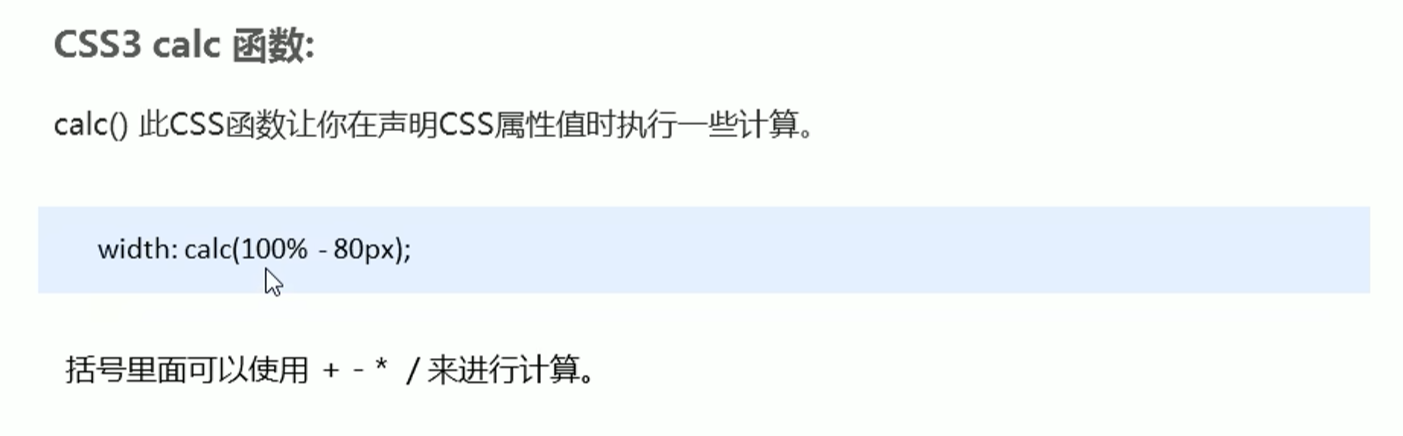 CSS3 calc 函数:
calc() 此CSS函数让你在声明CSS属性值时执行一些计算。
width: calc(100% - 80px);
括号里面可以使用 + - * / 来进行计算。